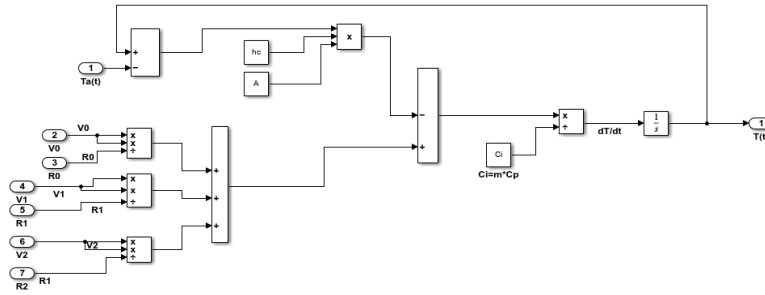 +
−
1
Ta(t)
hc
A
x
−
+
x
÷
dT/dt
1
s
1
T(t
Ci
Ci=m*Cp
2
V0
V0
3
R0
R0
x
x
÷
4
V1
V1
5
R1
R1
x
x
÷
6
V2
V2
7
R2
R1
x
x
÷
+
+
+